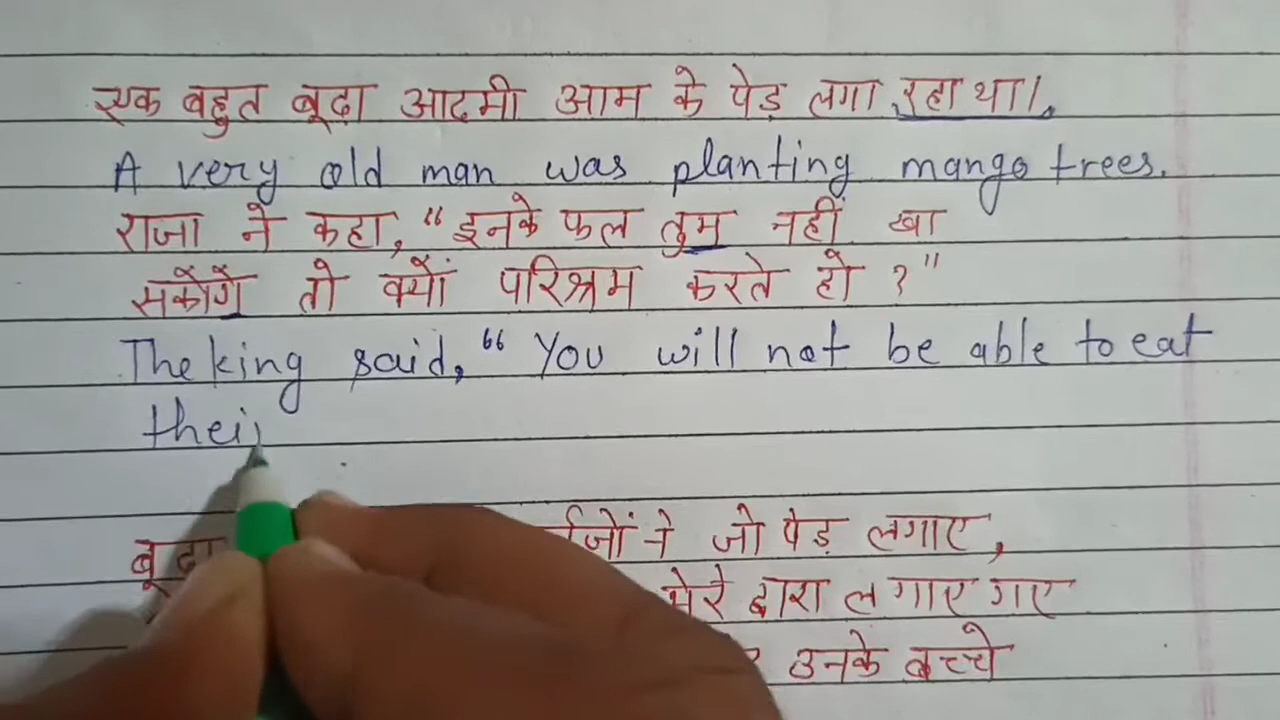 एक बहुत बूढ़ा आदमी आम के पेड़ लगा रहा था।
A very old man was planting mango trees.
राजा ने कहा, "इनके फल तुम नहीं खा
सकोगे तो क्यों परिश्रम करते हो ?"
The king said, "You will not be able to eat
thei
बूढ़ा ने जो पेड़ लगाए,
मेरे द्वारा लगाए गए
उनके बच्चे